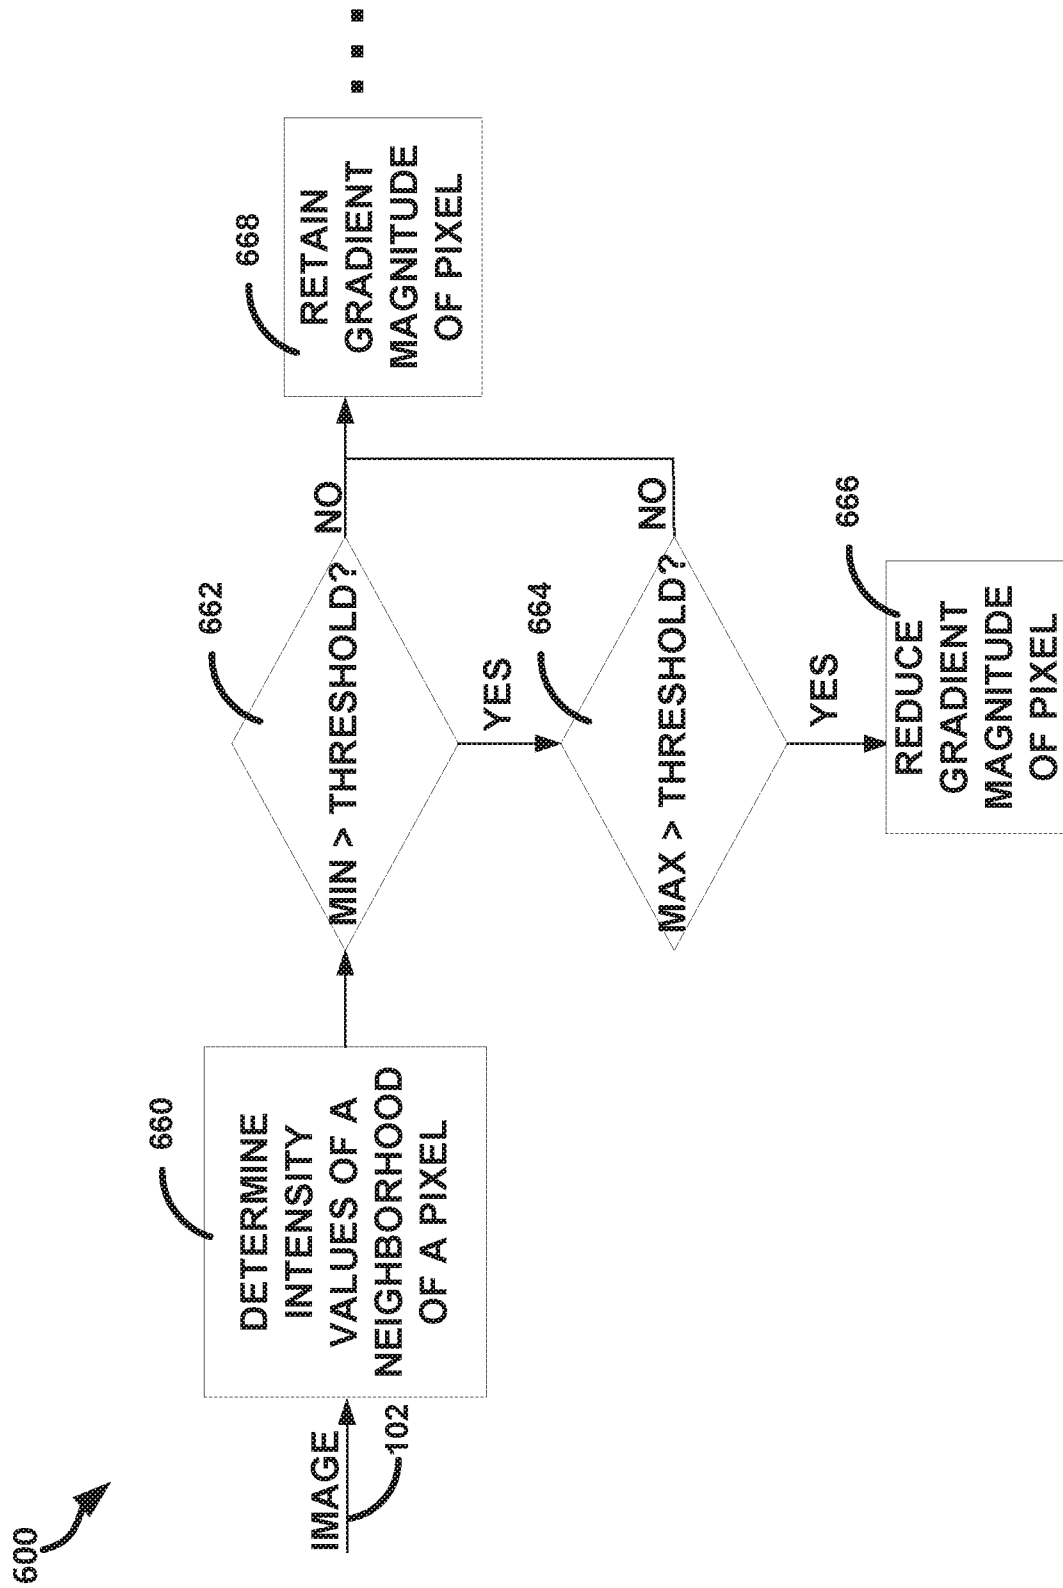 600
IMAGE
102
660
DETERMINE
INTENSITY
VALUES OF A
NEIGHBORHOOD
OF A PIXEL
662
MIN > THRESHOLD?
NO
YES
664
MAX > THRESHOLD?
NO
YES
668
RETAIN
GRADIENT
MAGNITUDE
OF PIXEL
666
REDUCE
GRADIENT
MAGNITUDE
OF PIXEL